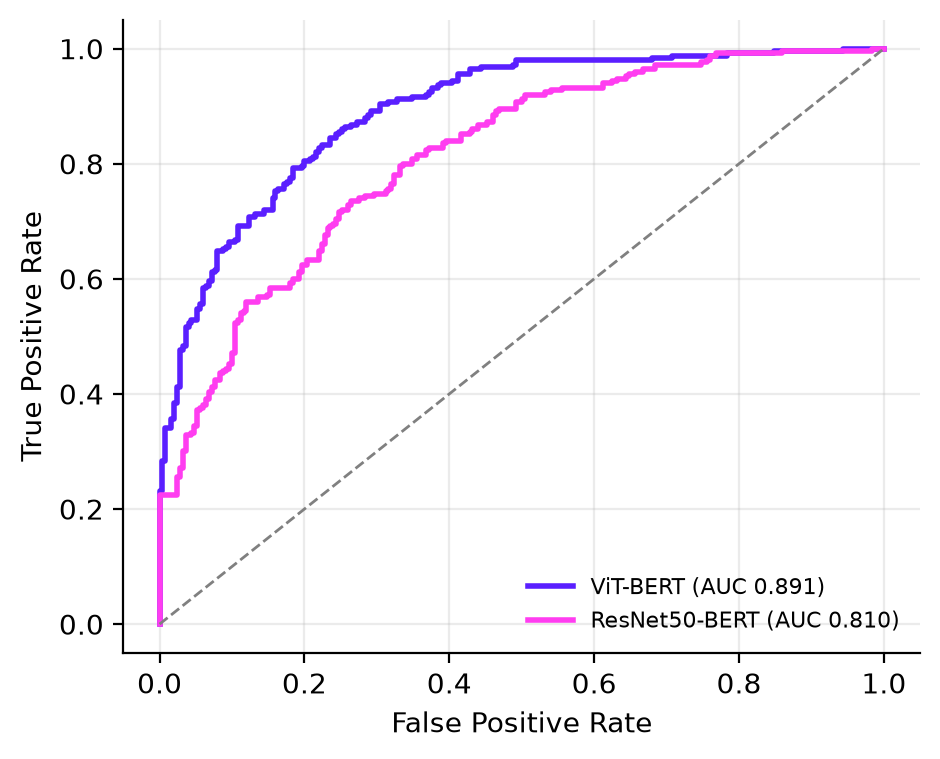 1.0
0.8
0.6
0.4
0.2
0.0
True Positive Rate
ViT-BERT (AUC 0.891)
ResNet50-BERT (AUC 0.810)
0.0 0.2 0.4 0.6 0.8 1.0
False Positive Rate